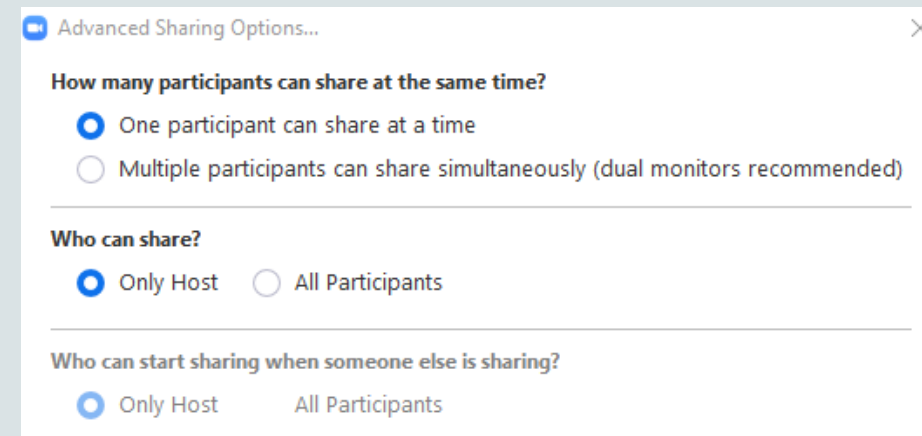 Advanced Sharing Options...
How many participants can share at the same time?
One participant can share at a time
Multiple participants can share simultaneously (dual monitors recommended)
Who can share?
Only Host All Participants
Who can start sharing when someone else is sharing?
Only Host All Participants